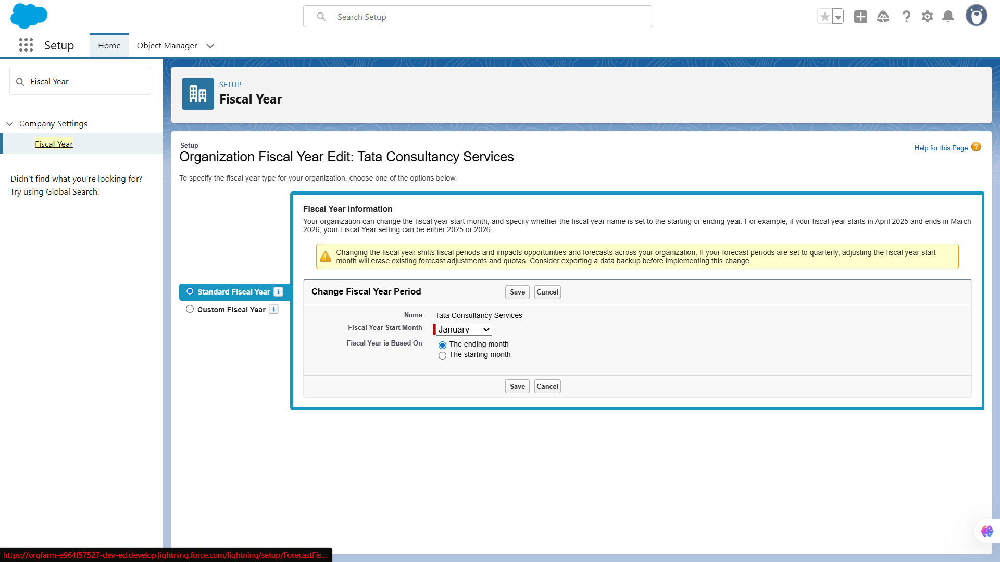 Search Setup
Setup
Home
Object Manager
Fiscal Year
Company Settings
Fiscal Year
Didn't find what you're looking for?
Try using Global Search.
SETUP
Fiscal Year
Setup
Organization Fiscal Year Edit: Tata Consultancy Services
Help for this Page
To specify the fiscal year type for your organization, choose one of the options below.
Standard Fiscal Year
Custom Fiscal Year
Fiscal Year Information
Your organization can change the fiscal year start month, and specify whether the fiscal year name is set to the starting or ending year. For example, if your fiscal year starts in April 2025 and ends in March
2026, your Fiscal Year setting can be either 2025 or 2026.
Changing the fiscal year shifts fiscal periods and impacts opportunities and forecasts across your organization. If your forecast periods are set to quarterly, adjusting the fiscal year start
month will erase existing forecast adjustments and quotas. Consider exporting a data backup before implementing this change.
Change Fiscal Year Period
Save
Cancel
Name
Tata Consultancy Services
Fiscal Year Start Month
January
Fiscal Year is Based On
The ending month
The starting month
Save
Cancel
https://orgfarm-e964f57527-dev-ed.develop.lightning.force.com/lightning/setup/ForecastFis...